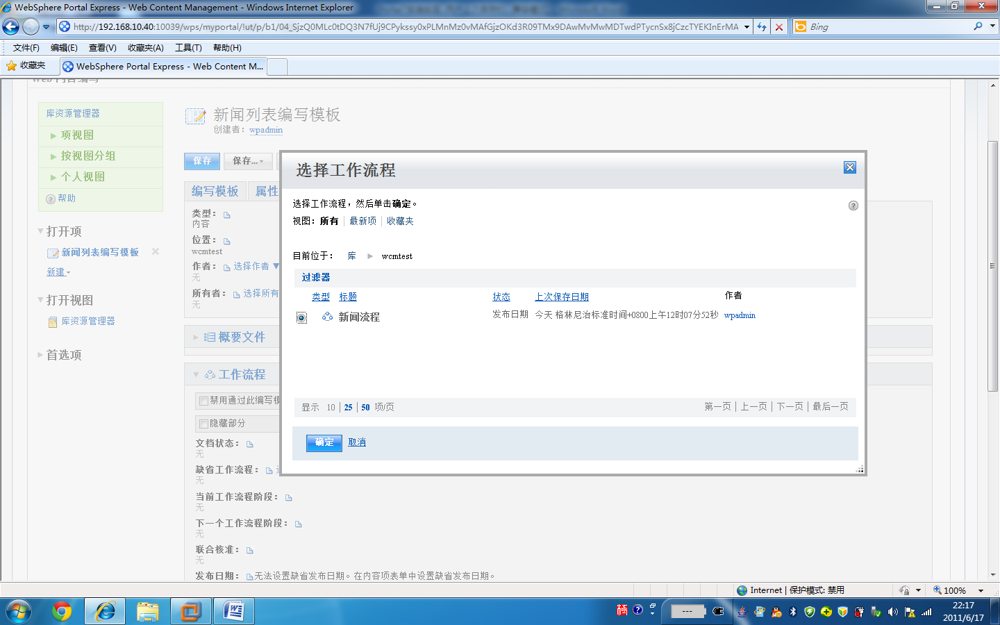 WebSphere Portal Express - Web Content Management - Windows Internet Explorer
http://192.168.10.40:10039/wps/myportal/!ut/p/b1/04_SjzQ0MLc0tDQ3N7fUj9CPykssy0xPLMnMz0vMAfGjzOKd3R09TMx9DAwMvMwMDTwdPTycnSx8jCzcTYEKInErMA
Bing
文件(F) 编辑(E) 查看(V) 收藏夹(A) 工具(T) 帮助(H)
收藏夹
WebSphere Portal Express - Web Content M...
Web 内容编写
库资源管理器
项视图
按视图分组
个人视图
帮助
打开项
新闻列表编写模板
新建
打开视图
库资源管理器
首选项
新闻列表编写模板
创建者： wpadmin
保存 保存...
编写模板 属性
类型：
内容
位置：
wcmtest
作者： 选择作者
无
所有者： 选择所有
无
概要文件
工作流程
禁用通过此编写模
隐藏部分
文档状态：
无
缺省工作流程：
无
当前工作流程阶段：
无
下一个工作流程阶段：
无
联合核准：
无
发布日期： 无法设置缺省发布日期。在内容项表单中设置缺省发布日期。
选择工作流程
选择工作流程，然后单击确定。
视图：所有 | 最新项 | 收藏夹
目前位于： 库 wcmtest
过滤器
类型 标题 状态 上次保存日期 作者
新闻流程 发布日期 今天 格林尼治标准时间+0800上午12时07分52秒 wpadmin
显示 10 | 25 | 50 项/页 第一页 | 上一页 | 下一页 | 最后一页
确定 取消
Internet | 保护模式: 禁用
100%
---
22:17
2011/6/17